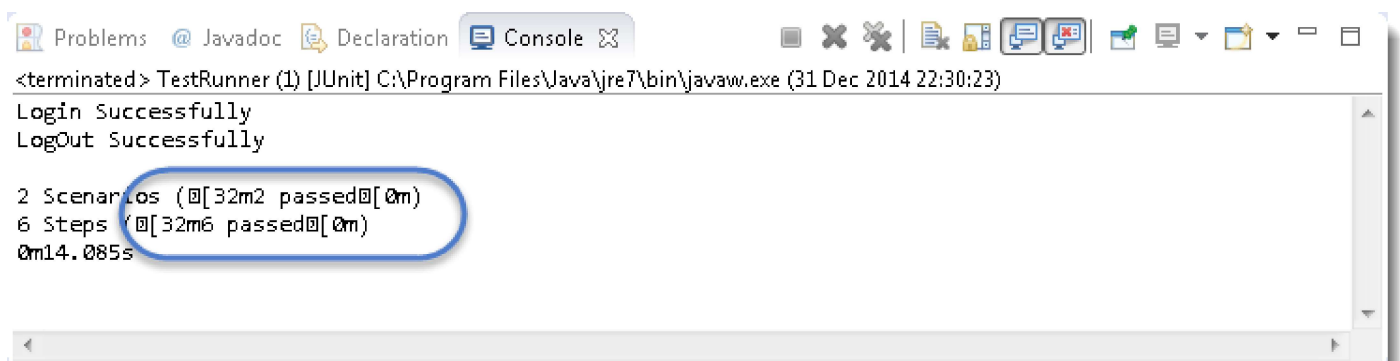 Problems @ Javadoc Declaration Console
<terminated> TestRunner (1) [JUnit] C:\Program Files\Java\jre7\bin\javaw.exe (31 Dec 2014 22:30:23)
Login Successfully
LogOut Successfully
2 Scenarios (�[32m2 passed�[0m)
6 Steps (�[32m6 passed�[0m)
0m14.085s